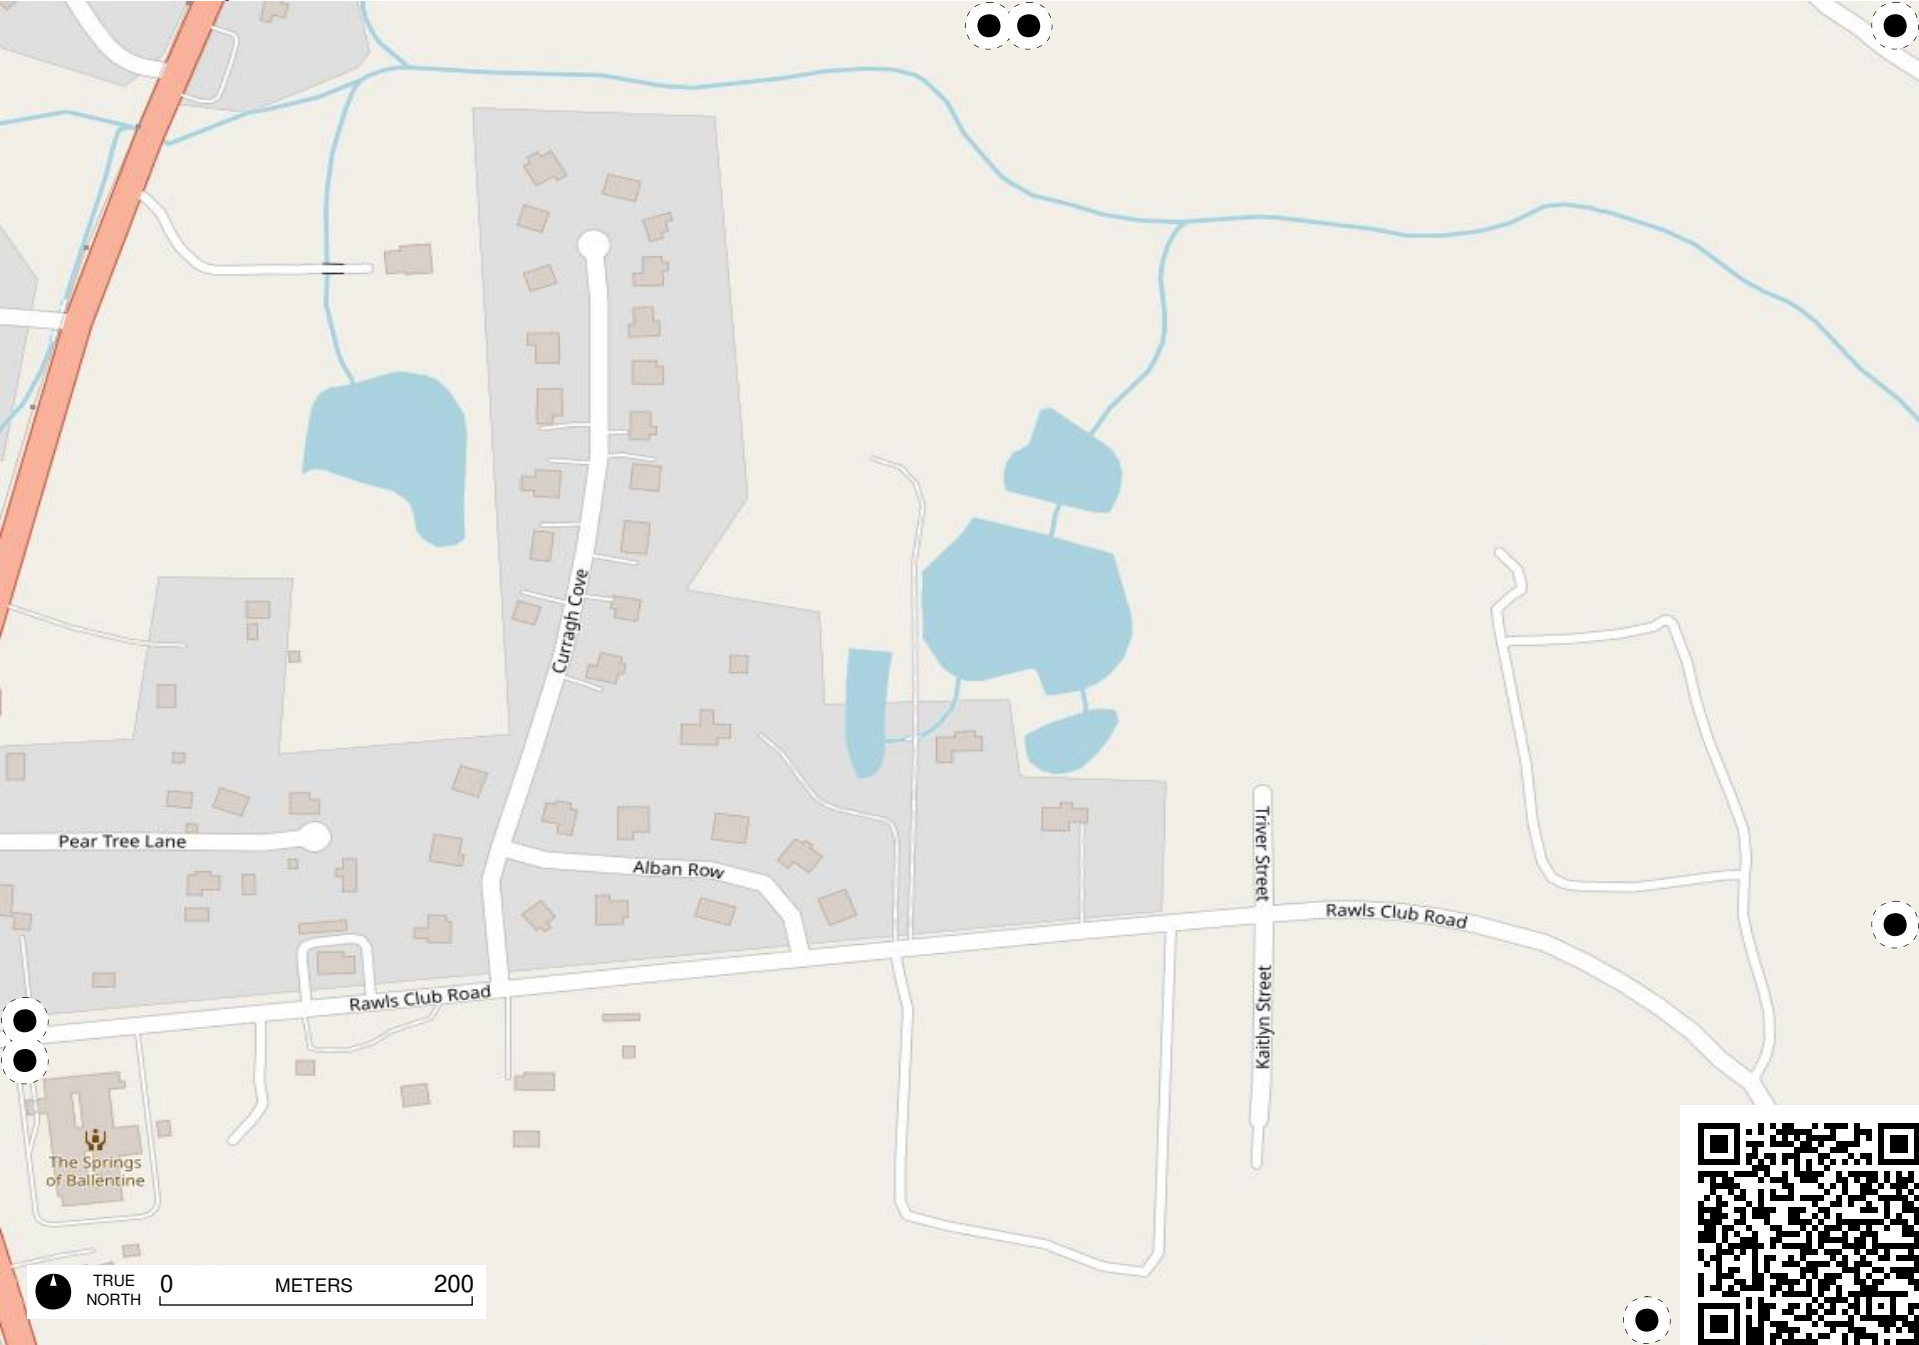 Curragh Cove
Pear Tree Lane
Alban Row
Triver Street
Rawls Club Road
Kaitlyn Street
Rawls Club Road
The Springs
of Ballentine
TRUE
NORTH
0 METERS 200